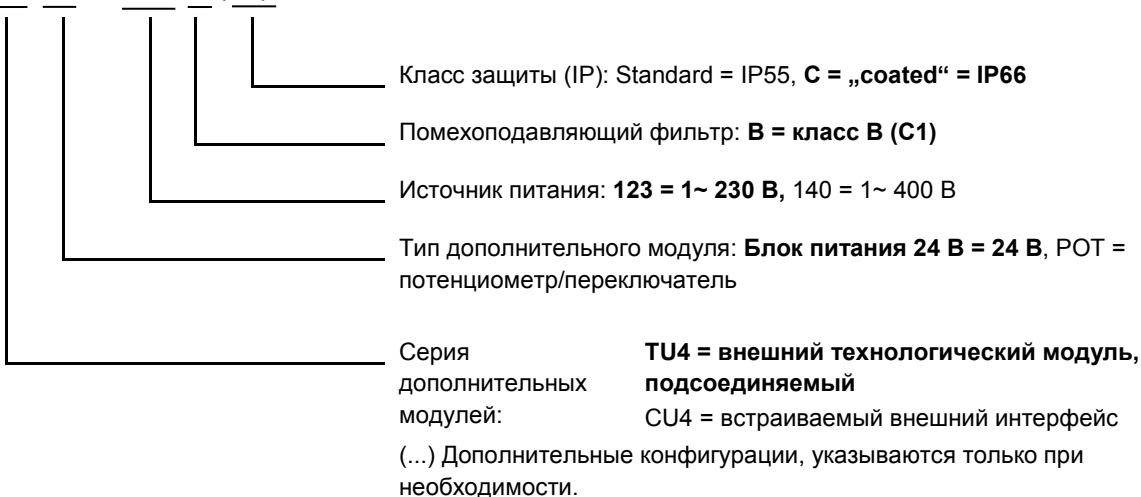 Класс защиты (IP): Standard = IP55, C = „coated“ = IP66
Помехоподавляющий фильтр: B = класс B (C1)
Источник питания: 123 = 1~ 230 В, 140 = 1~ 400 В
Тип дополнительного модуля: Блок питания 24 В = 24 В, POT =
потенциометр/переключатель
Серия
дополнительных
модулей:
TU4 = внешний технологический модуль,
подсоединяемый
CU4 = встраиваемый внешний интерфейс
(...) Дополнительные конфигурации, указываются только при
необходимости.